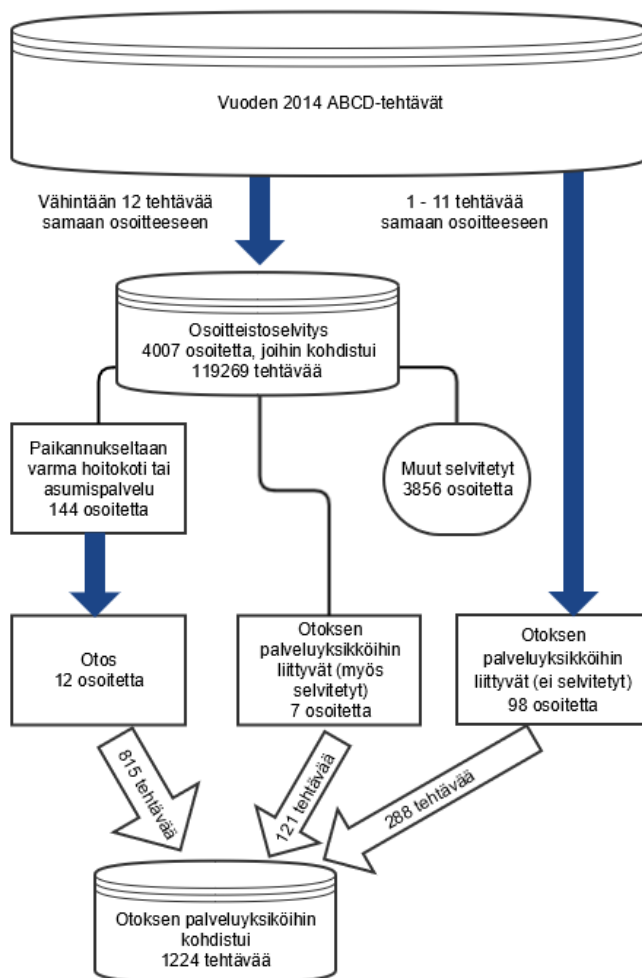 Vuoden 2014 ABCD-tehtävät
Vähintään 12 tehtävää
samaan osoitteeseen
1 - 11 tehtävää
samaan osoitteeseen
Osoitteistoselvitys
4007 osoitetta, joihin kohdistui
119269 tehtävää
Paikannukseltaan
varma hoitokoti tai
asumispalvelu
144 osoitetta
Muut selvitetyt
3856 osoitetta
Otos
12 osoitetta
Otoksen
palveluyksikköihin
liittyvät (myös
selvitetyt)
7 osoitetta
Otoksen
palveluyksikköihin
liittyvät (ei selvitetyt)
98 osoitetta
815 tehtävää
121 tehtävää
288 tehtävää
Otoksen palveluyksiköihin
kohdistui
1224 tehtävää